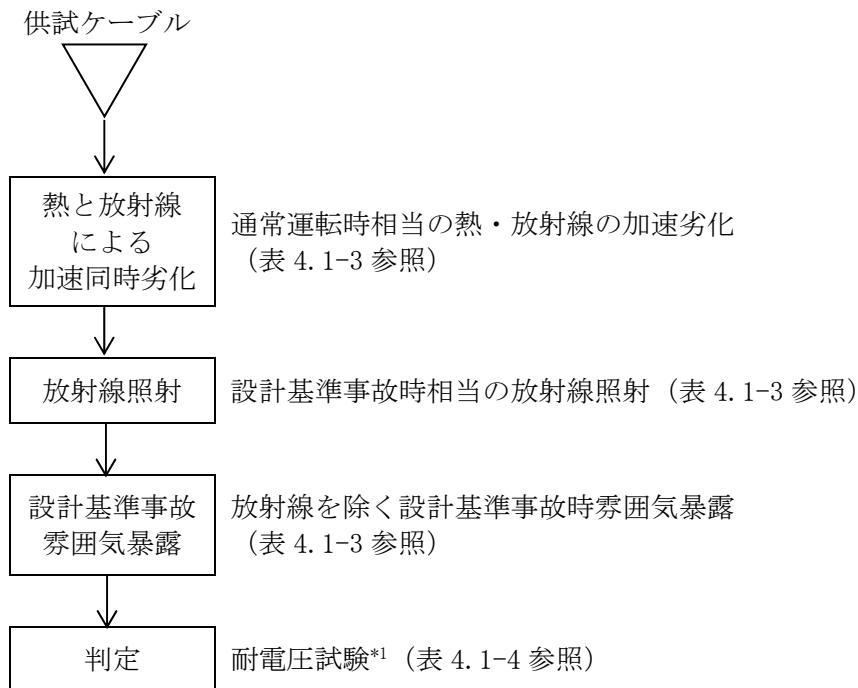 供試ケーブル
熱と放射線
による
加速同時劣化
通常運転時相当の熱・放射線の加速劣化
（表 4.1-3 参照）
放射線照射
設計基準事故時相当の放射線照射（表 4.1-3 参照）
設計基準事故
雰囲気暴露
放射線を除く設計基準事故時雰囲気暴露
（表 4.1-3 参照）
判定
耐電圧試験*1（表 4.1-4 参照）